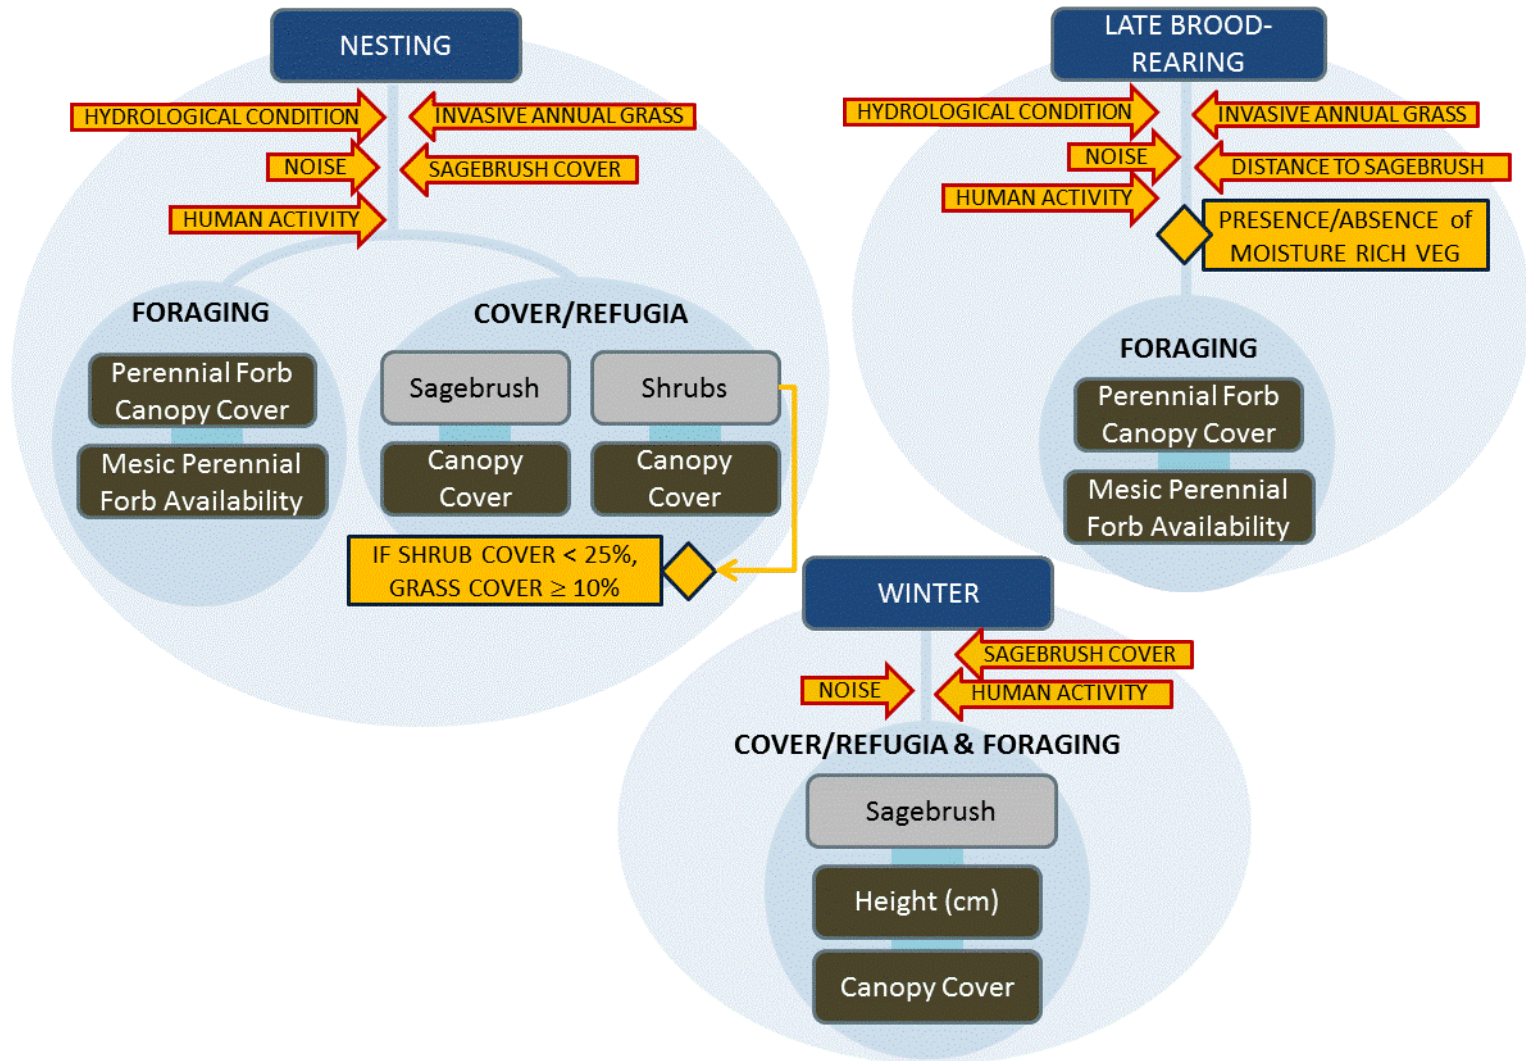 NESTING
HYDROLOGICAL CONDITION
INVASIVE ANNUAL GRASS
NOISE
SAGEBRUSH COVER
HUMAN ACTIVITY
FORAGING
Perennial Forb
Canopy Cover
Mesic Perennial
Forb Availability
COVER/REFUGIA
Sagebrush
Canopy
Cover
Shrubs
Canopy
Cover
IF SHRUB COVER < 25%,
GRASS COVER ≥ 10%
LATE BROOD-
REARING
HYDROLOGICAL CONDITION
INVASIVE ANNUAL GRASS
NOISE
DISTANCE TO SAGEBRUSH
HUMAN ACTIVITY
PRESENCE/ABSENCE of
MOISTURE RICH VEG
FORAGING
Perennial Forb
Canopy Cover
Mesic Perennial
Forb Availability
WINTER
SAGEBRUSH COVER
NOISE
HUMAN ACTIVITY
COVER/REFUGIA & FORAGING
Sagebrush
Height (cm)
Canopy Cover